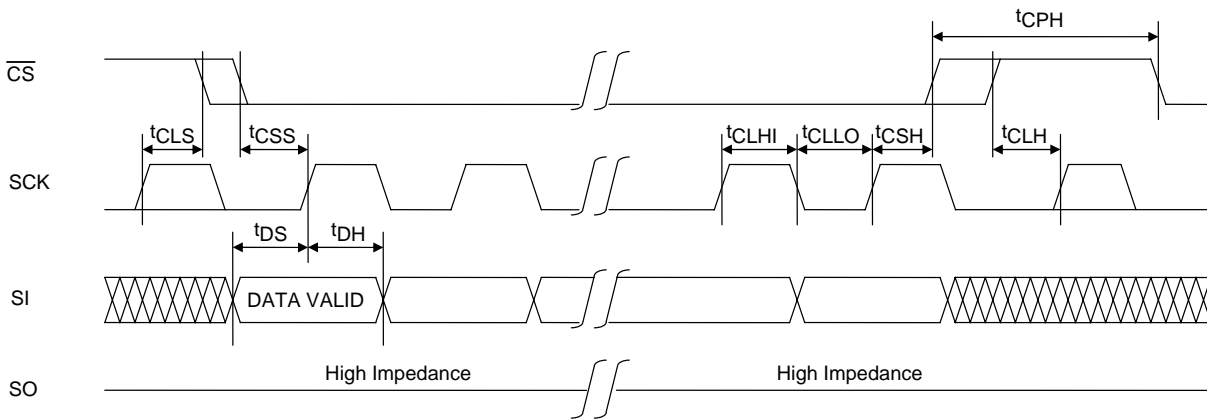 tCPH
CS
tCLS tCSS tCLHI tCLLO tCSH tCLH
SCK
tDS tDH
SI DATA VALID
High Impedance High Impedance
SO